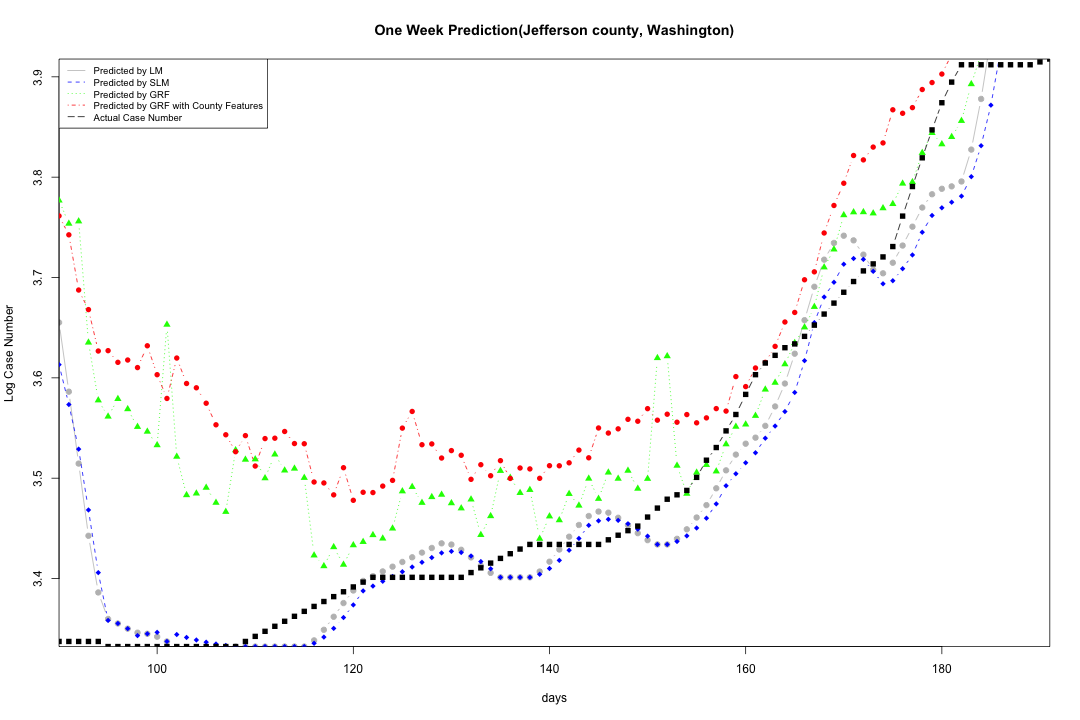 One Week Prediction(Jefferson county, Washington)
Predicted by LM
Predicted by SLM
Predicted by GRF
Predicted by GRF with County Features
Actual Case Number
3.9
3.8
3.7
3.6
3.5
3.4
Log Case Number
100 120 140 160 180
days